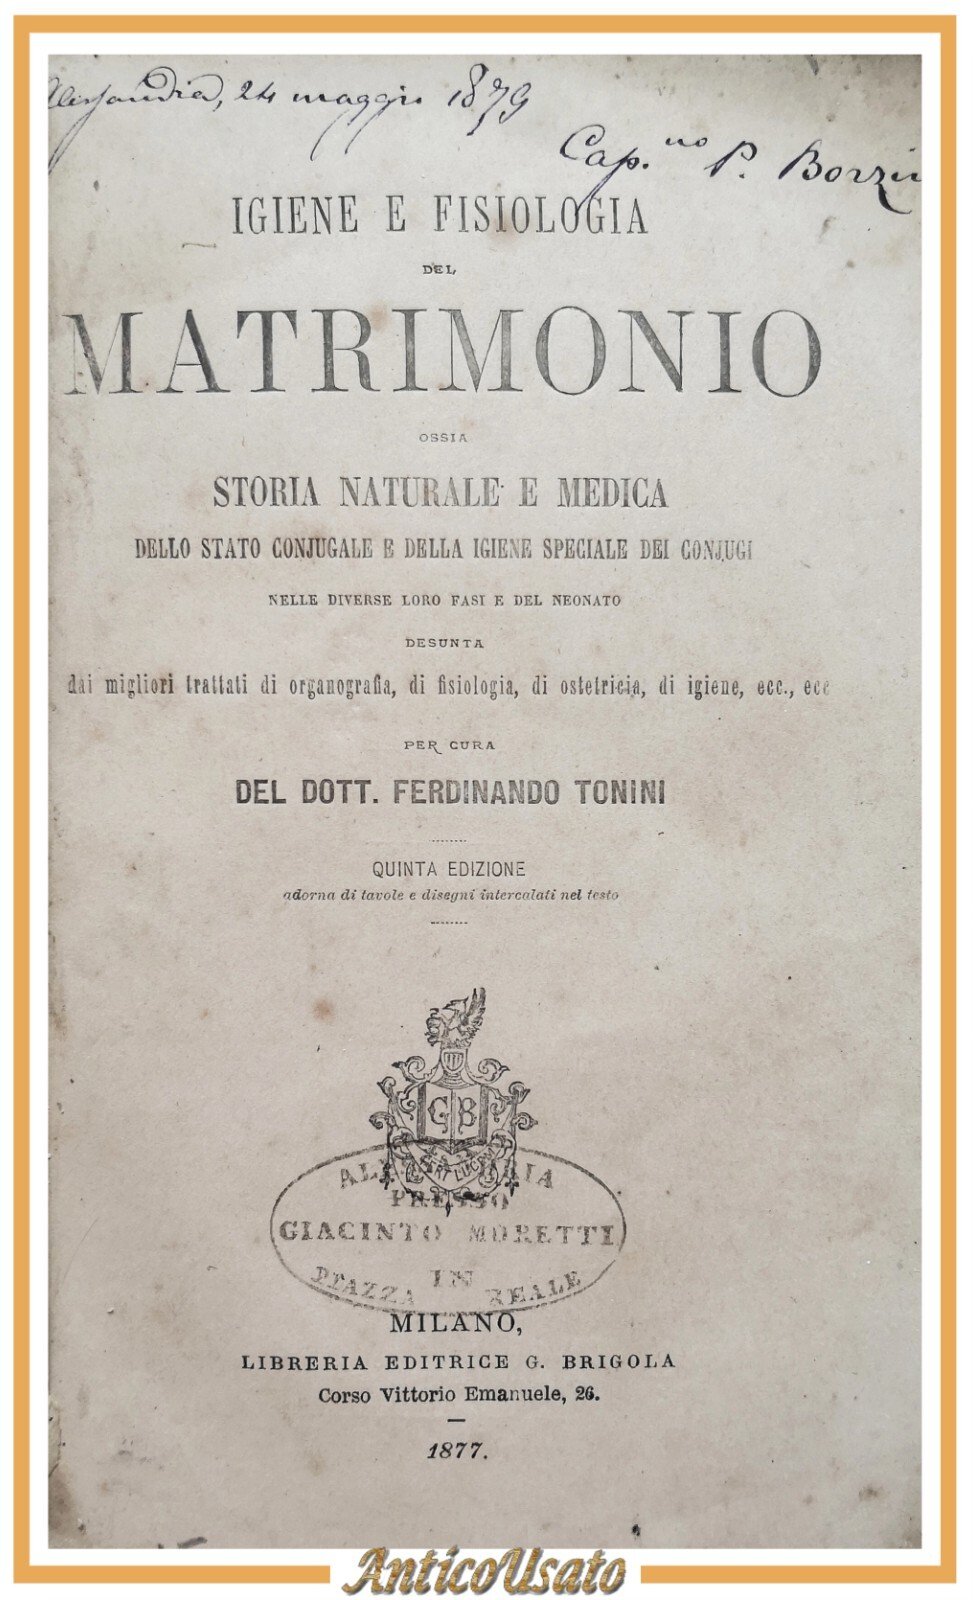 Alessandria, 24 maggio 1879
Cap.no P.
IGIENE E FISIOLOGIA
DEL
MATRIMONIO
OSSIA
STORIA NATURALE E MEDICA
DELLO STATO CONJUGALE E DELLA IGIENE SPECIALE DEI CONJUGI
NELLE DIVERSE LORO FASI E DEL NEONATO
DESUNTA
dai migliori trattati di organografia, di fisiologia, di ostetricia, di igiene, ecc., ecc
PER CURA
DEL DOTT. FERDINANDO TONINI
QUINTA EDIZIONE
adorna di tavole e disegni intercalati nel testo
G B
PRESSO
GIACINTO MORETTI
IN
PIAZZA REALE
MILANO,
LIBRERIA EDITRICE G. BRIGOLA
Corso Vittorio Emanuele, 26.
1877.
AnticoUsato